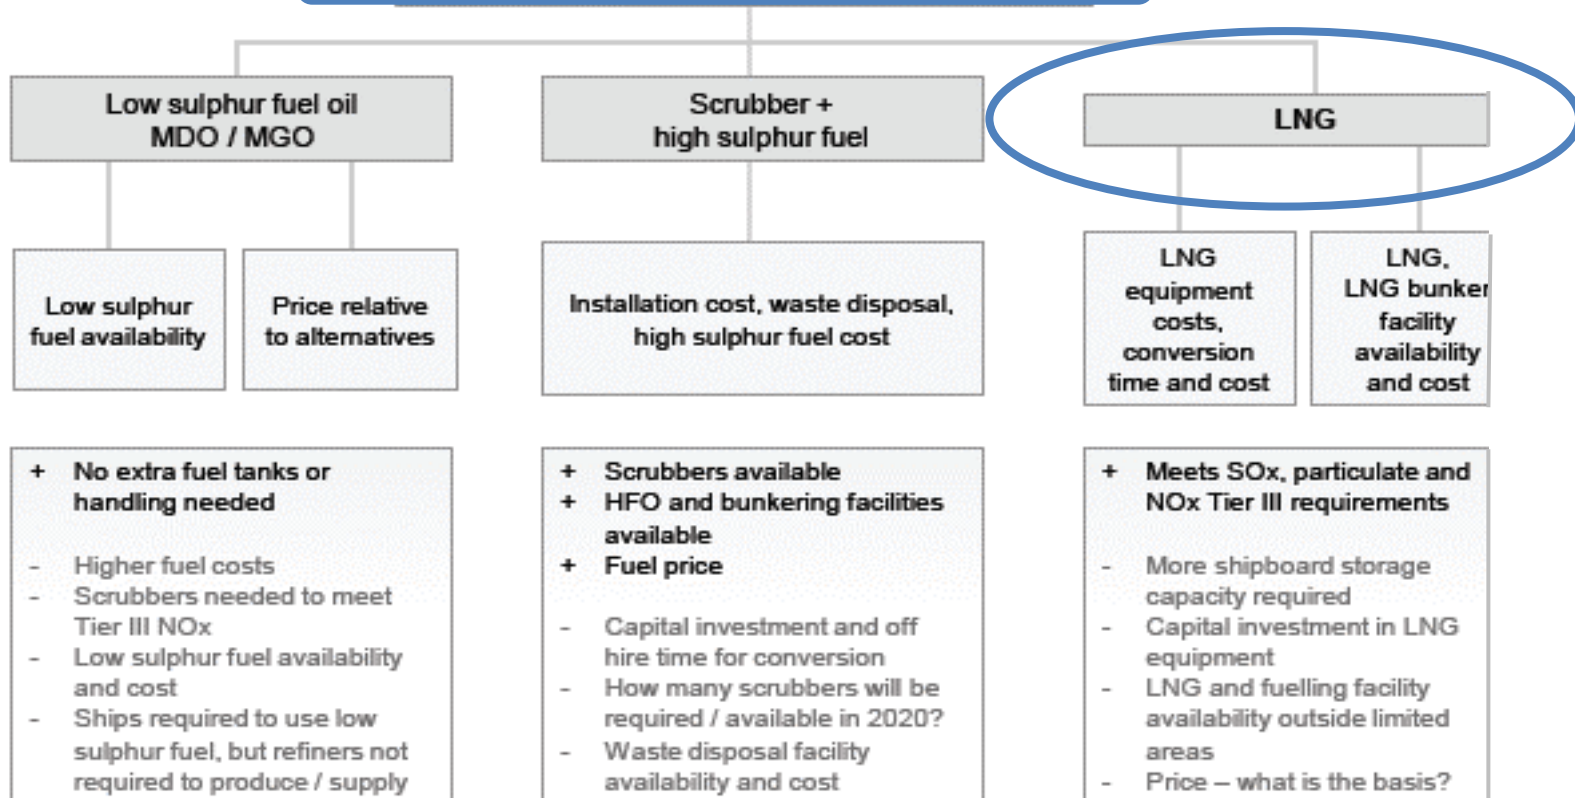 Low sulphur fuel oil
MDO / MGO
Low sulphur
fuel availability
Price relative
to alternatives
+ No extra fuel tanks or
handling needed
- Higher fuel costs
- Scrubbers needed to meet
Tier III NOx
- Low sulphur fuel availability
and cost
- Ships required to use low
sulphur fuel, but refiners not
required to produce / supply
Scrubber +
high sulphur fuel
Installation cost, waste disposal,
high sulphur fuel cost
+ Scrubbers available
+ HFO and bunkering facilities
available
+ Fuel price
- Capital investment and off
hire time for conversion
- How many scrubbers will be
required / available in 2020?
- Waste disposal facility
availability and cost
LNG
LNG
equipment
costs,
conversion
time and cost
LNG,
LNG bunker
facility
availability
and cost
+ Meets SOx, particulate and
NOx Tier III requirements
- More shipboard storage
capacity required
- Capital investment in LNG
equipment
- LNG and fuelling facility
availability outside limited
areas
- Price – what is the basis?